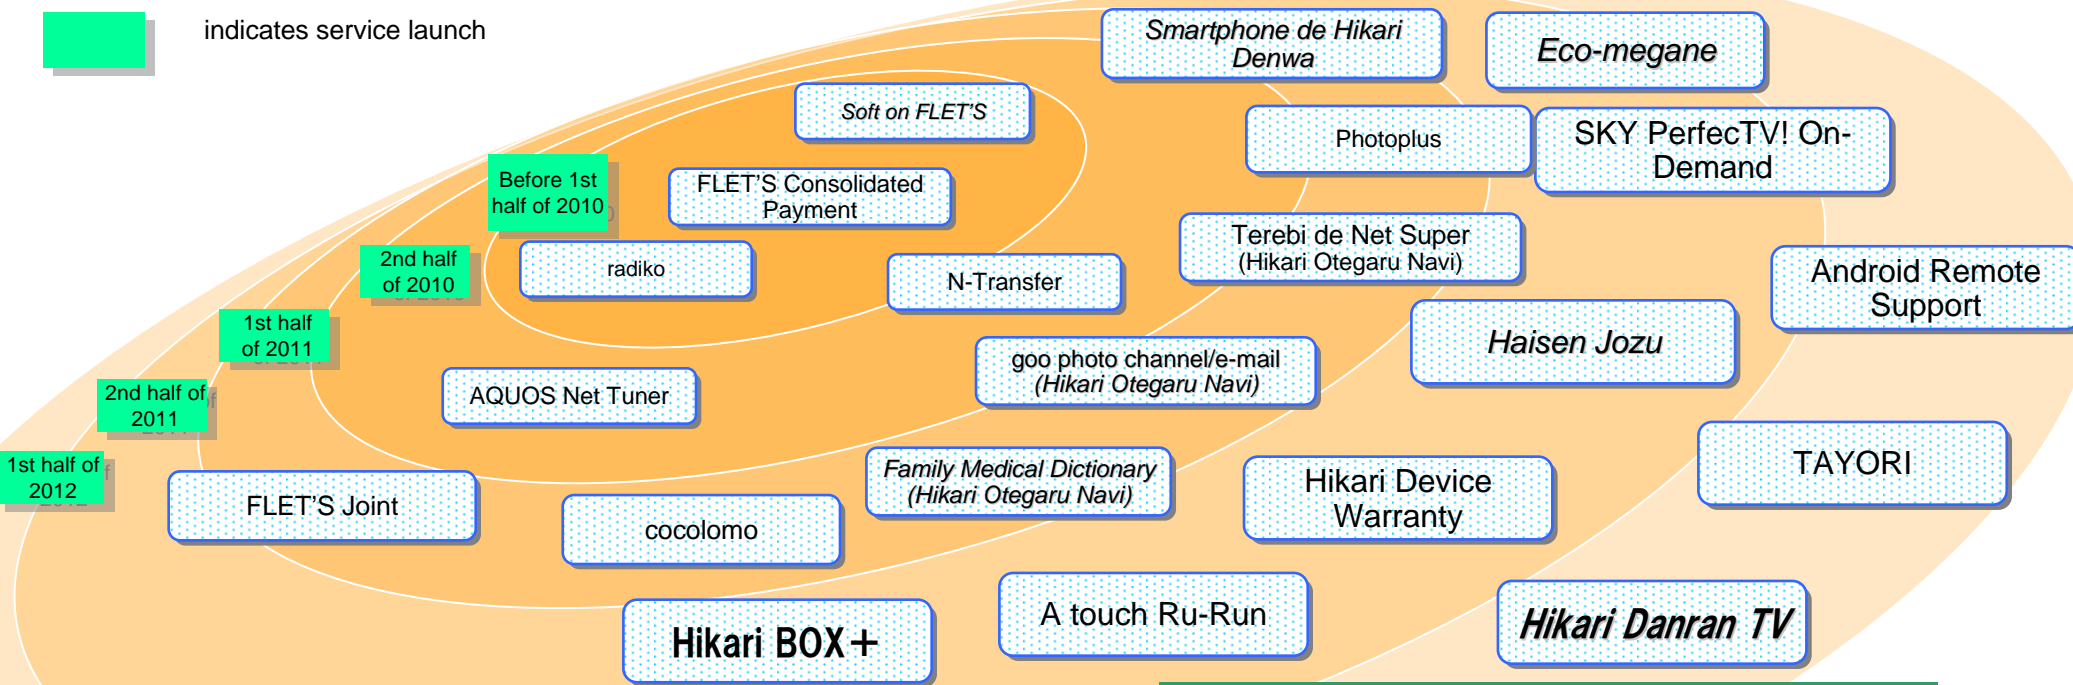 indicates service launch
Smartphone de Hikari
Denwa
Eco-megane
Soft on FLET'S
Photoplus
SKY PerfecTV! On-
Demand
Before 1st
half of 2010
FLET'S Consolidated
Payment
Terebi de Net Super
(Hikari Otegaru Navi)
2nd half
of 2010
radiko
N-Transfer
Android Remote
Support
1st half
of 2011
Haisen Jozu
goo photo channel/e-mail
(Hikari Otegaru Navi)
2nd half of
2011
AQUOS Net Tuner
TAYORI
1st half of
2012
FLET'S Joint
Family Medical Dictionary
(Hikari Otegaru Navi)
Hikari Device
Warranty
cocolomo
A touch Ru-Run
Hikari BOX+
Hikari Danran TV